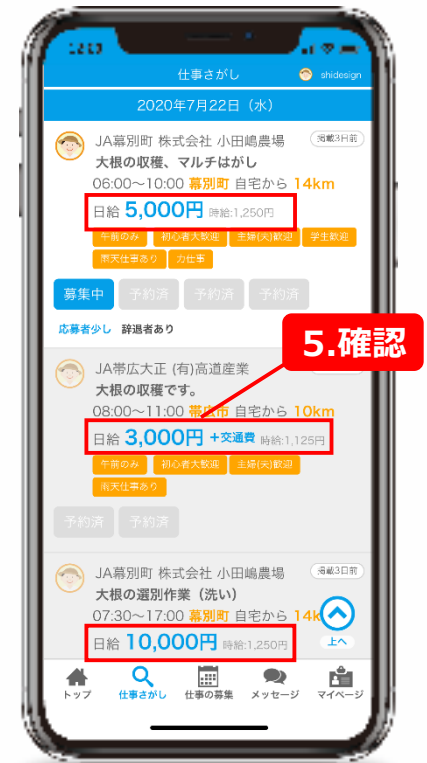 仕事さがし
shidesign
2020年7月22日（水）
JA幕別町 株式会社 小田嶋農場
掲載3日前
大根の収穫、マルチはがし
06:00〜10:00 幕別町 自宅から 14km
日給 5,000円 時給:1,250円
午前のみ 初心者大歓迎 主婦(夫)歓迎 学生歓迎
雨天仕事あり 力仕事
募集中 予約済 予約済 予約済
応募者少し 辞退者あり
5.確認
JA帯広大正 (有)高道産業
大根の収穫です。
08:00〜11:00 帯広市 自宅から 10km
日給 3,000円 +交通費 時給:1,125円
午前のみ 初心者大歓迎 主婦(夫)歓迎
雨天仕事あり
予約済 予約済
JA幕別町 株式会社 小田嶋農場
掲載3日前
大根の選別作業（洗い）
07:30〜17:00 幕別町 自宅から 14k
日給 10,000円 時給:1,250円
上へ
トップ 仕事さがし 仕事の募集 メッセージ マイページ